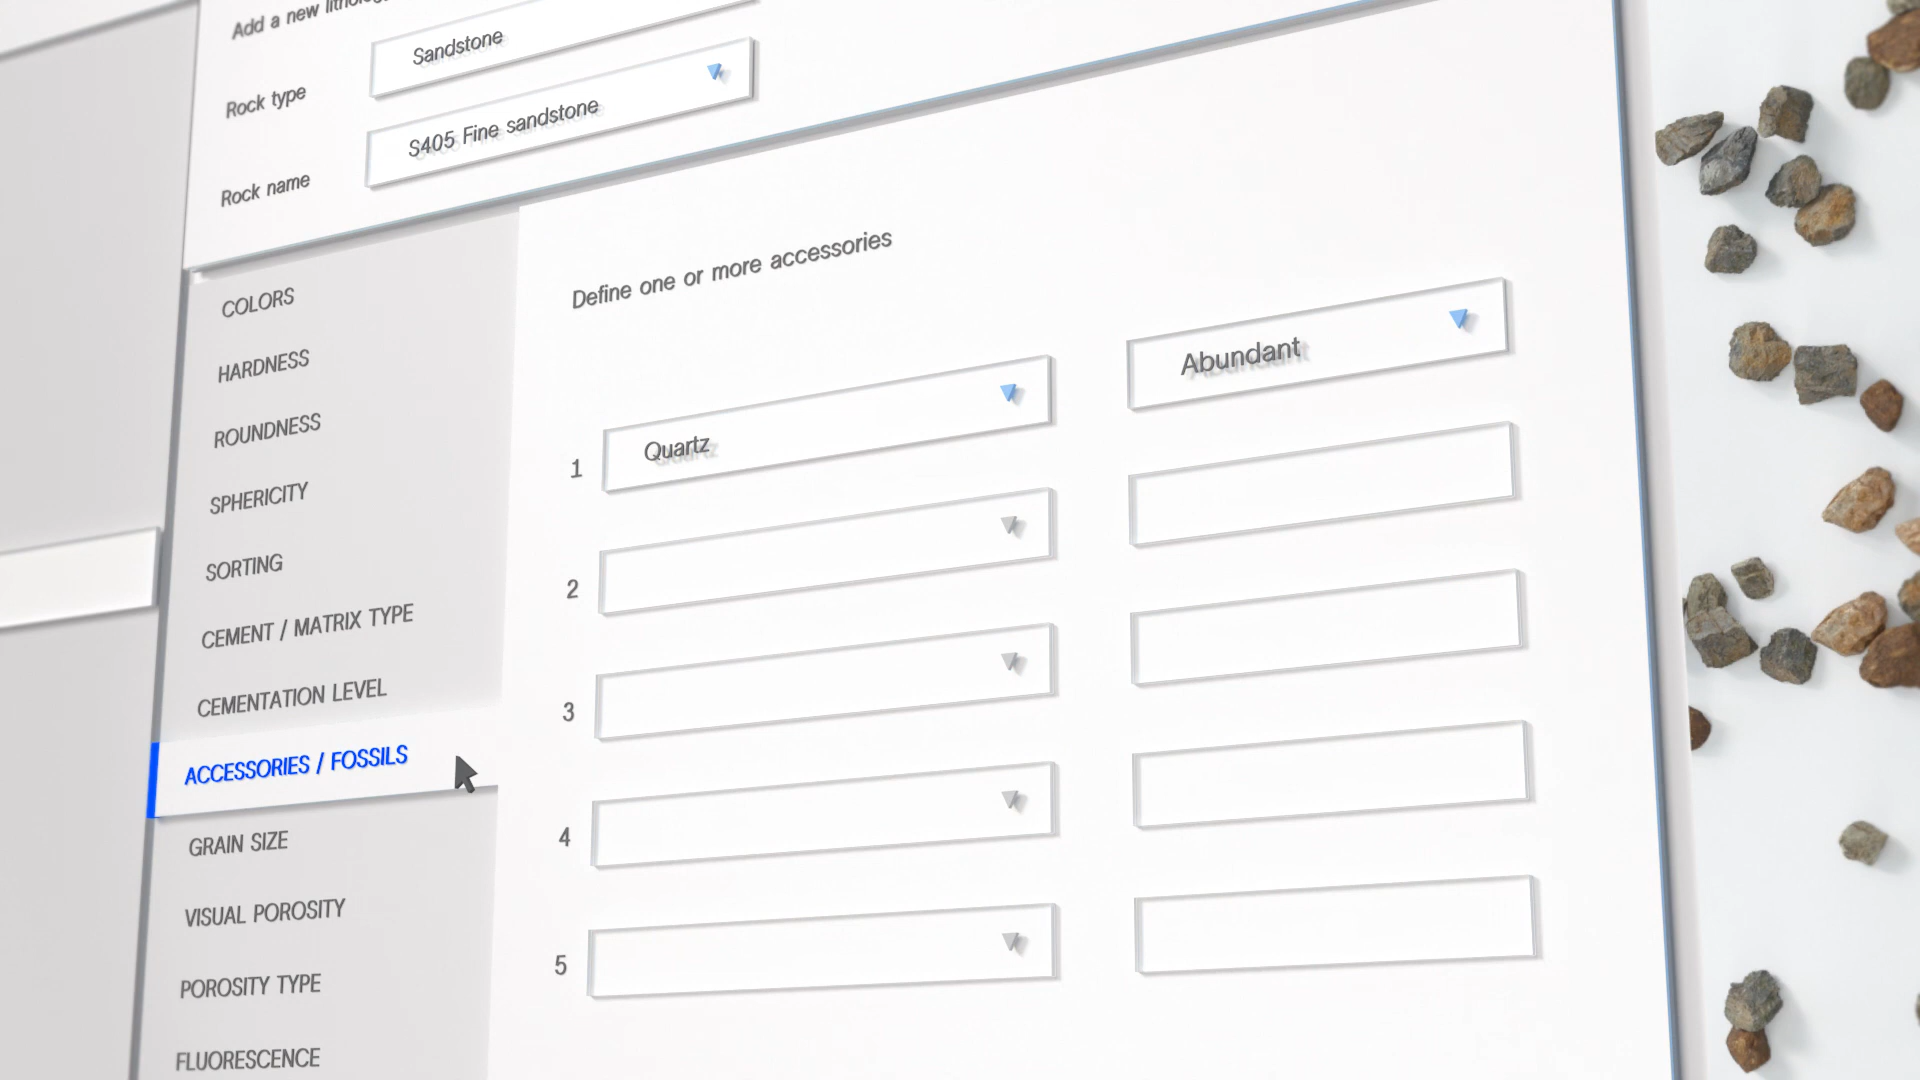 Add a new
Rock type
Sandstone
Rock name
S405 Fine sandstone
COLORS
HARDNESS
ROUNDNESS
SPHERICITY
SORTING
CEMENT / MATRIX TYPE
CEMENTATION LEVEL
ACCESSORIES / FOSSILS
GRAIN SIZE
VISUAL POROSITY
POROSITY TYPE
FLUORESCENCE
Define one or more accessories
1 Quartz Abundant
2
3
4
5